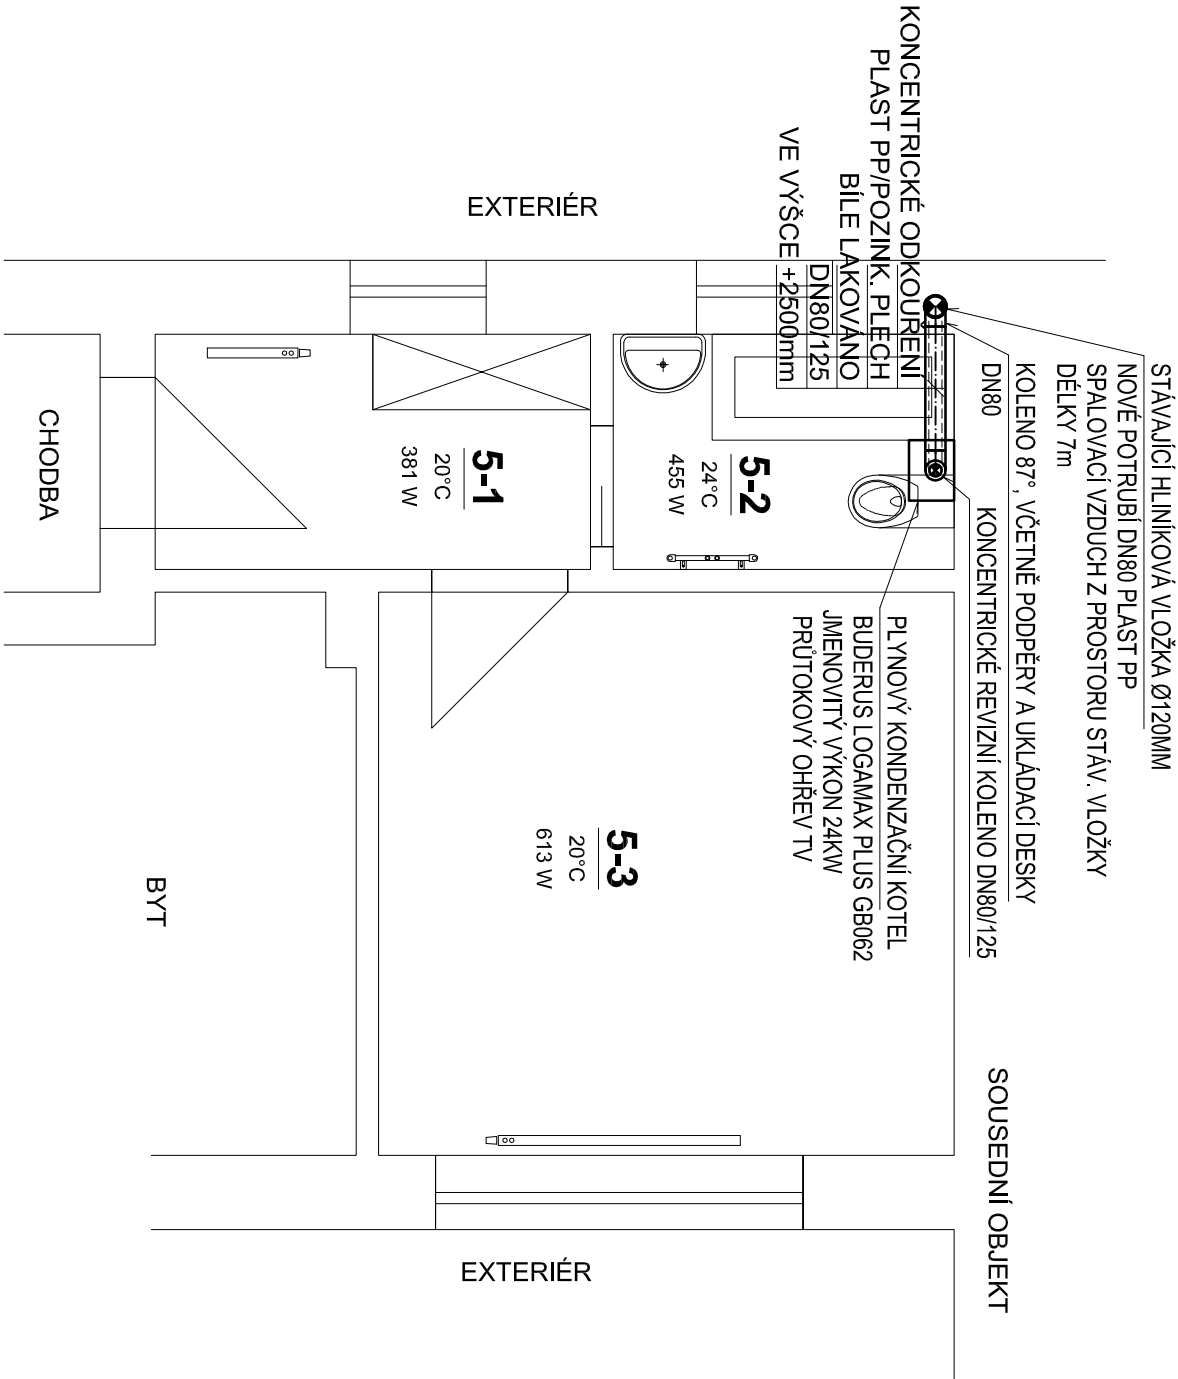 STÁVAJÍCÍ HLINÍKOVÁ VLOŽKA Ø120MM
NOVÉ POTRUBÍ DN80 PLAST PP
SPALOVACÍ VZDUCH Z PROSTORU STÁV. VLOŽKY
DÉLKY 7m
KOLENO 87°, VČETNĚ PODPĚRY A UKLÁDACÍ DESKY
DN80
KONCENTRICKÉ REVIZNÍ KOLENO DN80/125
KONCENTRICKÉ ODKOUŘENÍ
PLAST PP/POZINK. PLECH
BÍLE LAKOVÁNO
DN80/125
VE VÝŠCE +2500mm
PLYNOVÝ KONDENZAČNÍ KOTEL
BUDERUS LOGAMAX PLUS GB062
JMENOVITÝ VÝKON 24KW
PRŮTOKOVÝ OHŘEV TV
SOUSEDNÍ OBJEKT
EXTERIÉR
5-2
24°C
455 W
5-1
20°C
381 W
5-3
20°C
613 W
CHODBA
BYT
EXTERIÉR